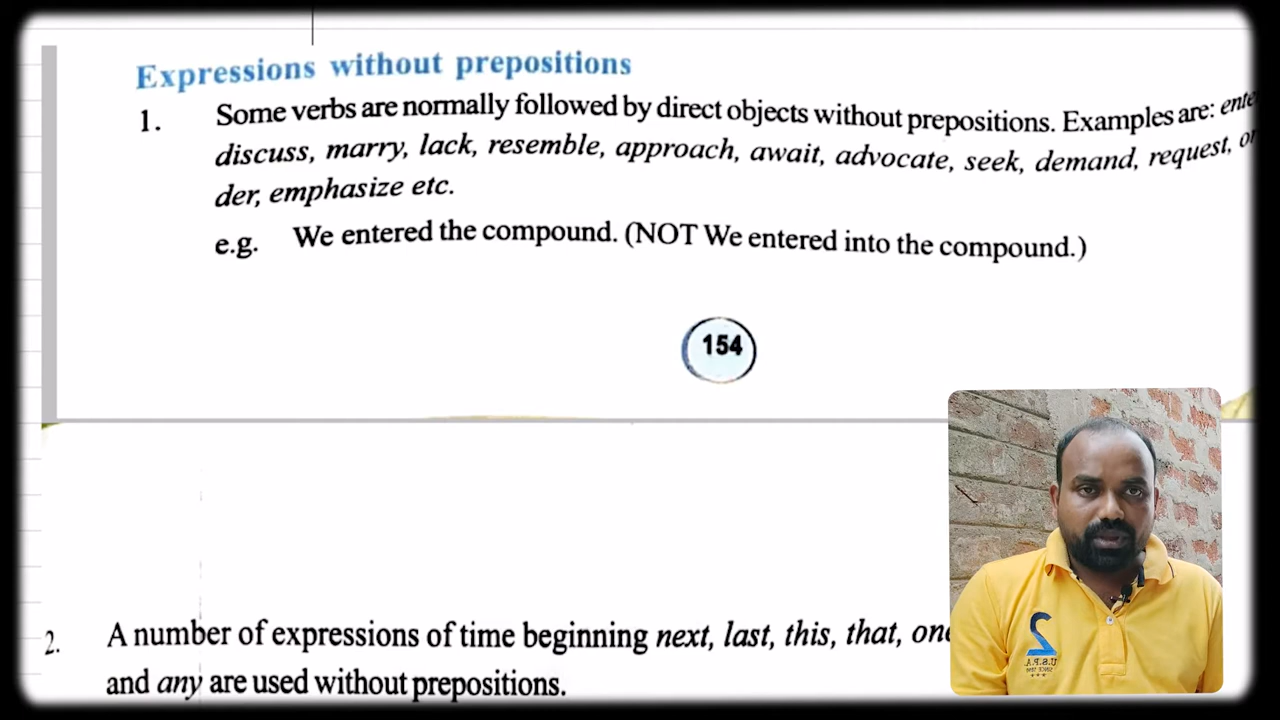 Expressions without prepositions
1. Some verbs are normally followed by direct objects without prepositions. Examples are:
discuss, marry, lack, resemble, approach, await, advocate, seek, demand, request,
der, emphasize etc.
e.g. We entered the compound. (NOT We entered into the compound.)
154
2. A number of expressions of time beginning next, last, this, that,
and any are used without prepositions.
2
U.S.P.A.